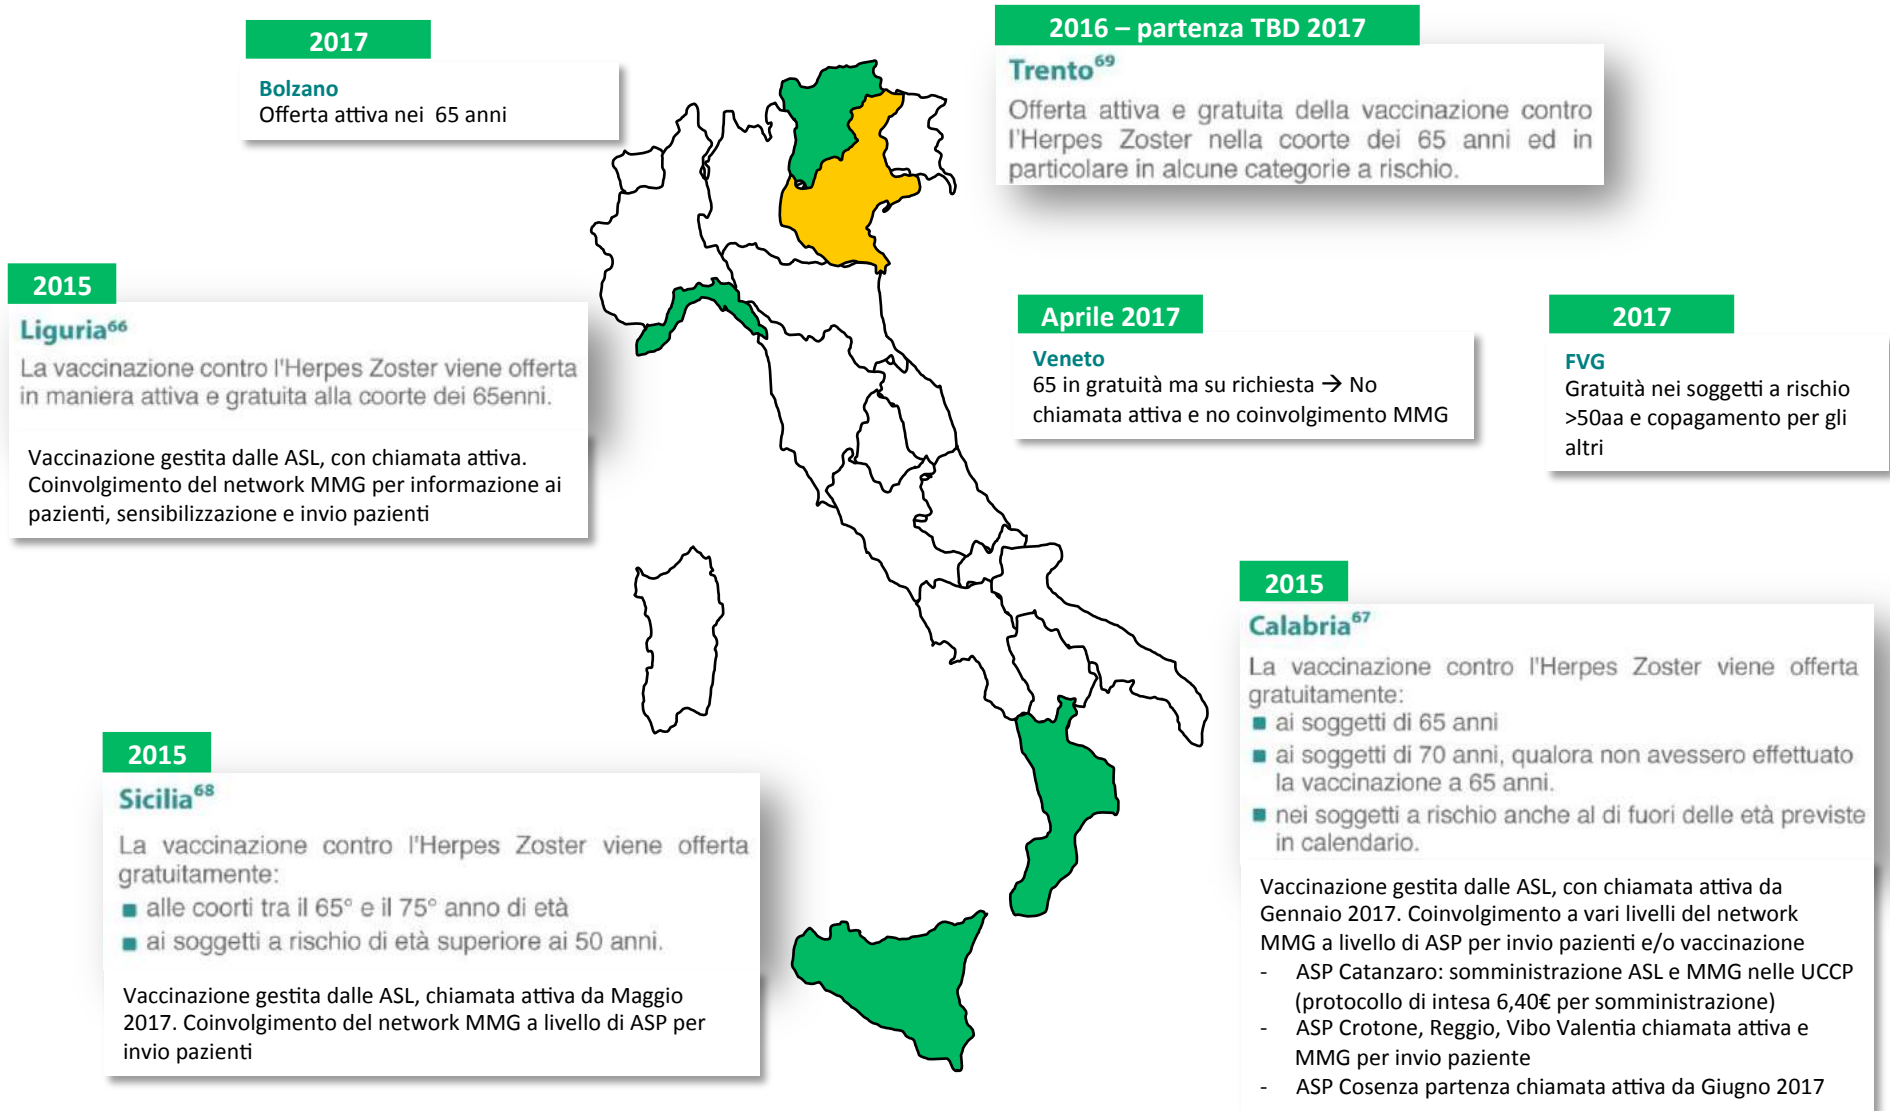 2017
Bolzano
Offerta attiva nei 65 anni
2016 – partenza TBD 2017
Trento69
Offerta attiva e gratuita della vaccinazione contro
l'Herpes Zoster nella coorte dei 65 anni ed in
particolare in alcune categorie a rischio.
2015
Liguria66
La vaccinazione contro l'Herpes Zoster viene offerta
in maniera attiva e gratuita alla coorte dei 65enni.
Vaccinazione gestita dalle ASL, con chiamata attiva.
Coinvolgimento del network MMG per informazione ai
pazienti, sensibilizzazione e invio pazienti
Aprile 2017
Veneto
65 in gratuità ma su richiesta → No
chiamata attiva e no coinvolgimento MMG
2017
FVG
Gratuità nei soggetti a rischio
>50aa e copagamento per gli
altri
2015
Calabria67
La vaccinazione contro l'Herpes Zoster viene offerta
gratuitamente:
■ ai soggetti di 65 anni
■ ai soggetti di 70 anni, qualora non avessero effettuato
la vaccinazione a 65 anni.
■ nei soggetti a rischio anche al di fuori delle età previste
in calendario.
Vaccinazione gestita dalle ASL, con chiamata attiva da
Gennaio 2017. Coinvolgimento a vari livelli del network
MMG a livello di ASP per invio pazienti e/o vaccinazione
- ASP Catanzaro: somministrazione ASL e MMG nelle UCCP
(protocollo di intesa 6,40€ per somministrazione)
- ASP Crotone, Reggio, Vibo Valentia chiamata attiva e
MMG per invio paziente
- ASP Cosenza partenza chiamata attiva da Giugno 2017
2015
Sicilia68
La vaccinazione contro l'Herpes Zoster viene offerta
gratuitamente:
■ alle coorti tra il 65° e il 75° anno di età
■ ai soggetti a rischio di età superiore ai 50 anni.
Vaccinazione gestita dalle ASL, chiamata attiva da Maggio
2017. Coinvolgimento del network MMG a livello di ASP per
invio pazienti